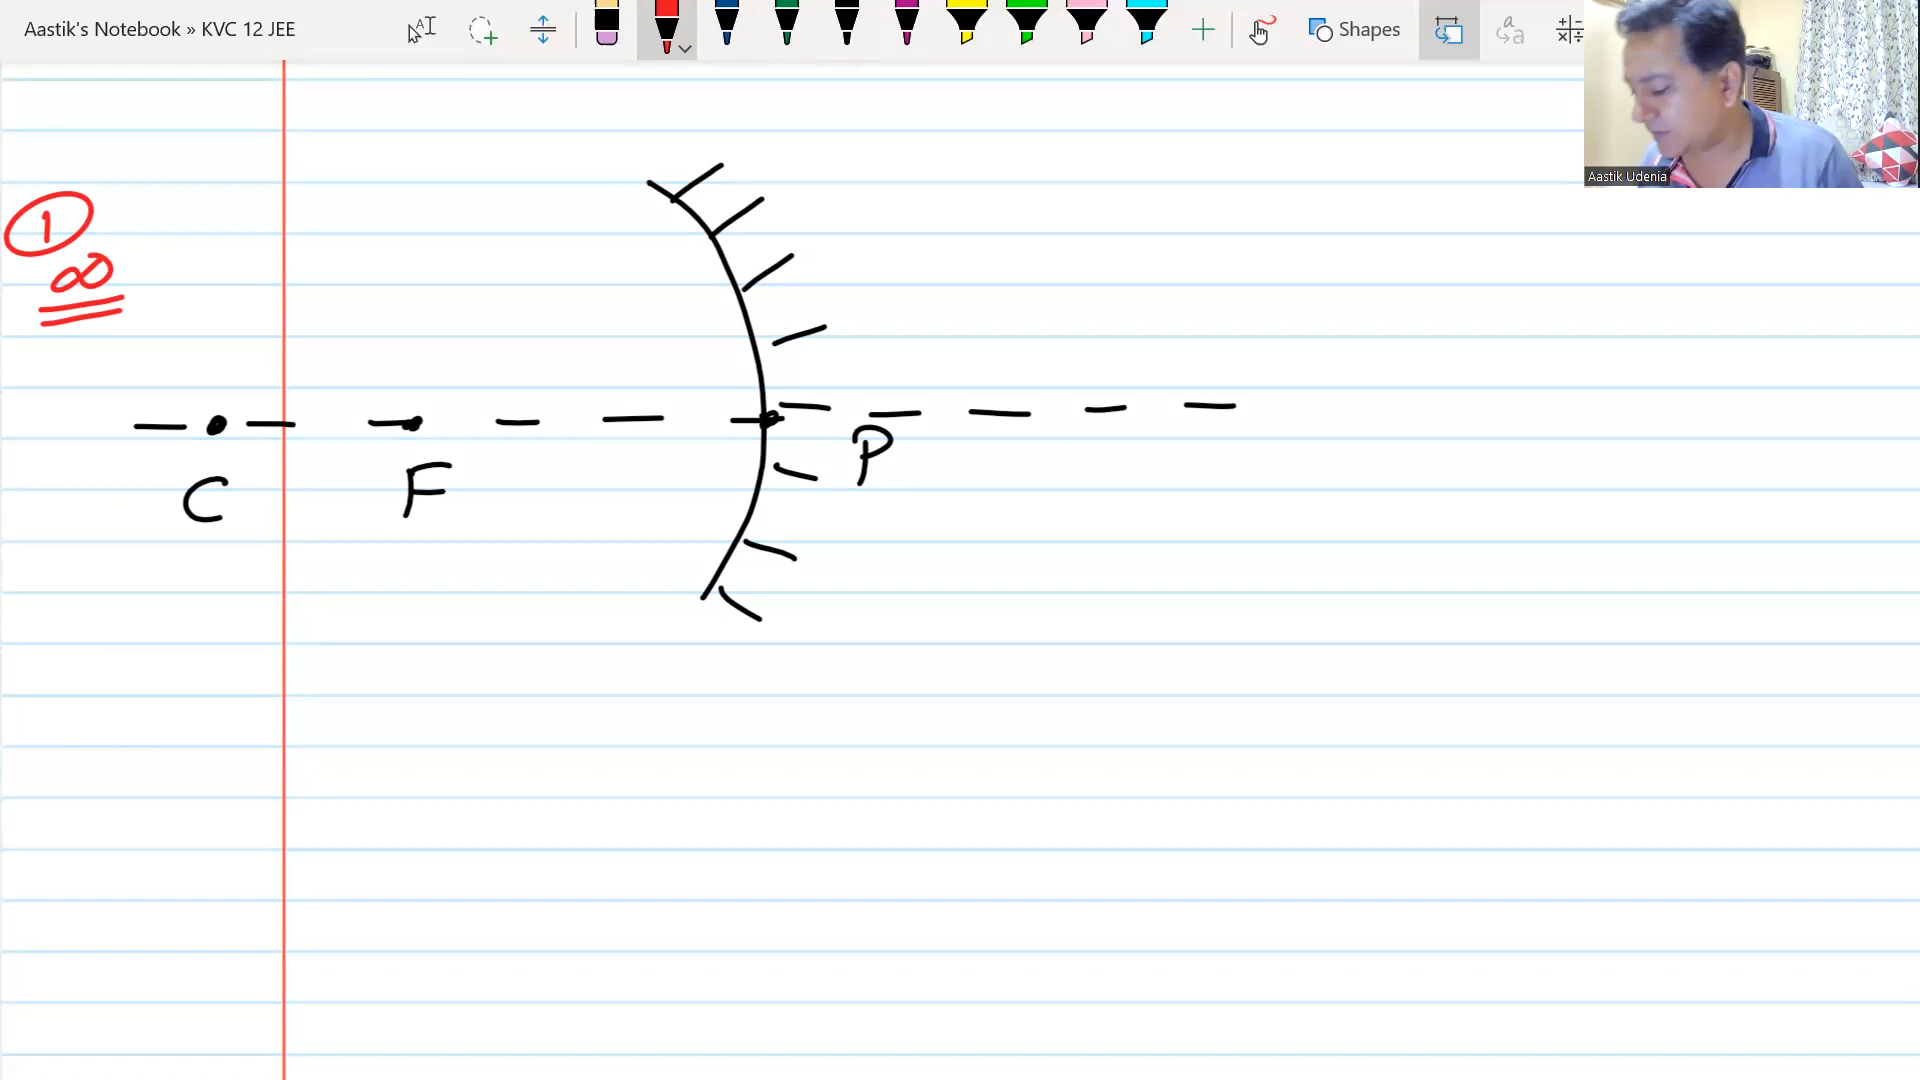 Aastik's Notebook » KVC 12 JEE
Shapes
Aastik Udenia
1
∞
P
C
F